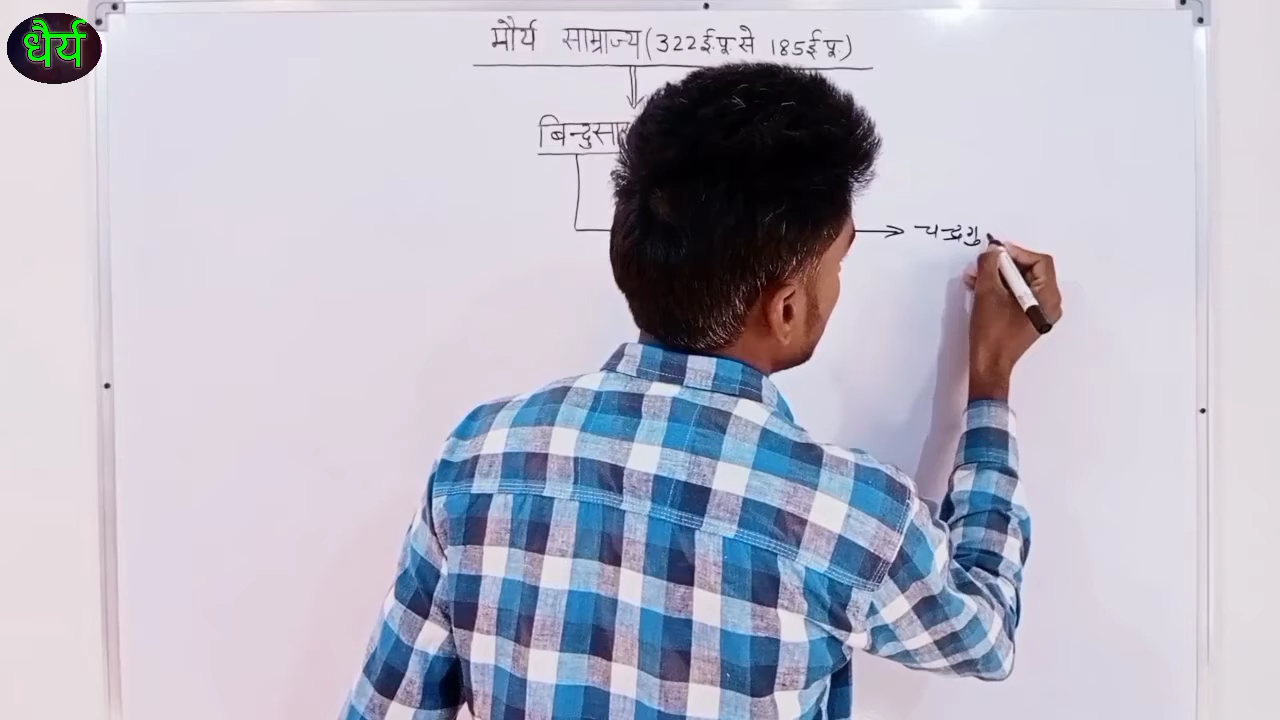 धैर्य
मौर्य साम्राज्य (322 ई.पू. से 185 ई.पू.)
बिन्दुसा
चन्द्रगु